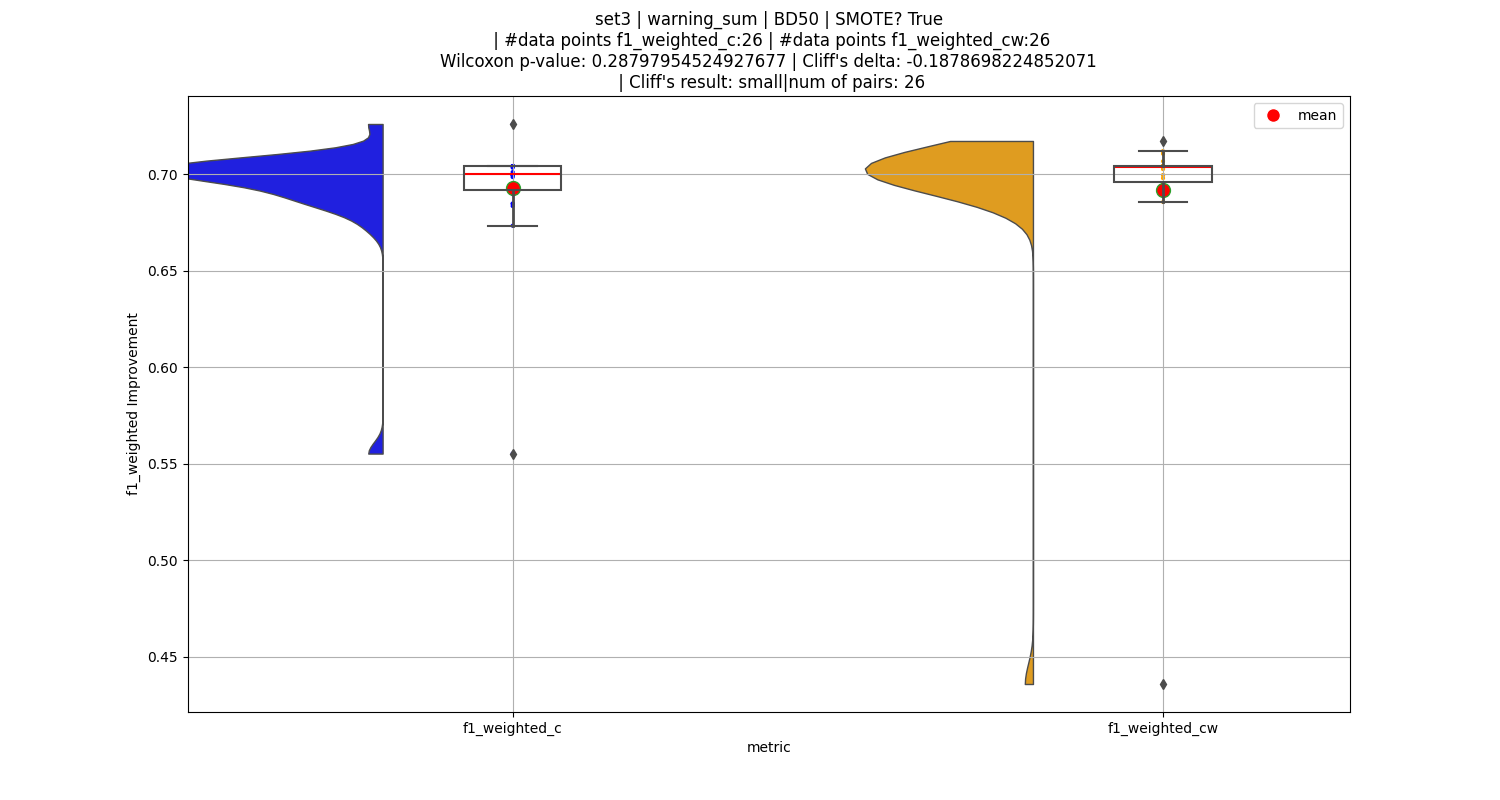 set3 | warning_sum | BD50 | SMOTE? True
| #data points f1_weighted_c:26 | #data points f1_weighted_cw:26
Wilcoxon p-value: 0.28797954524927677 | Cliff's delta: -0.1878698224852071
| Cliff's result: small|num of pairs: 26
mean
0.70
0.65
0.60
0.55
0.50
0.45
f1_weighted Improvement
f1_weighted_c
f1_weighted_cw
metric